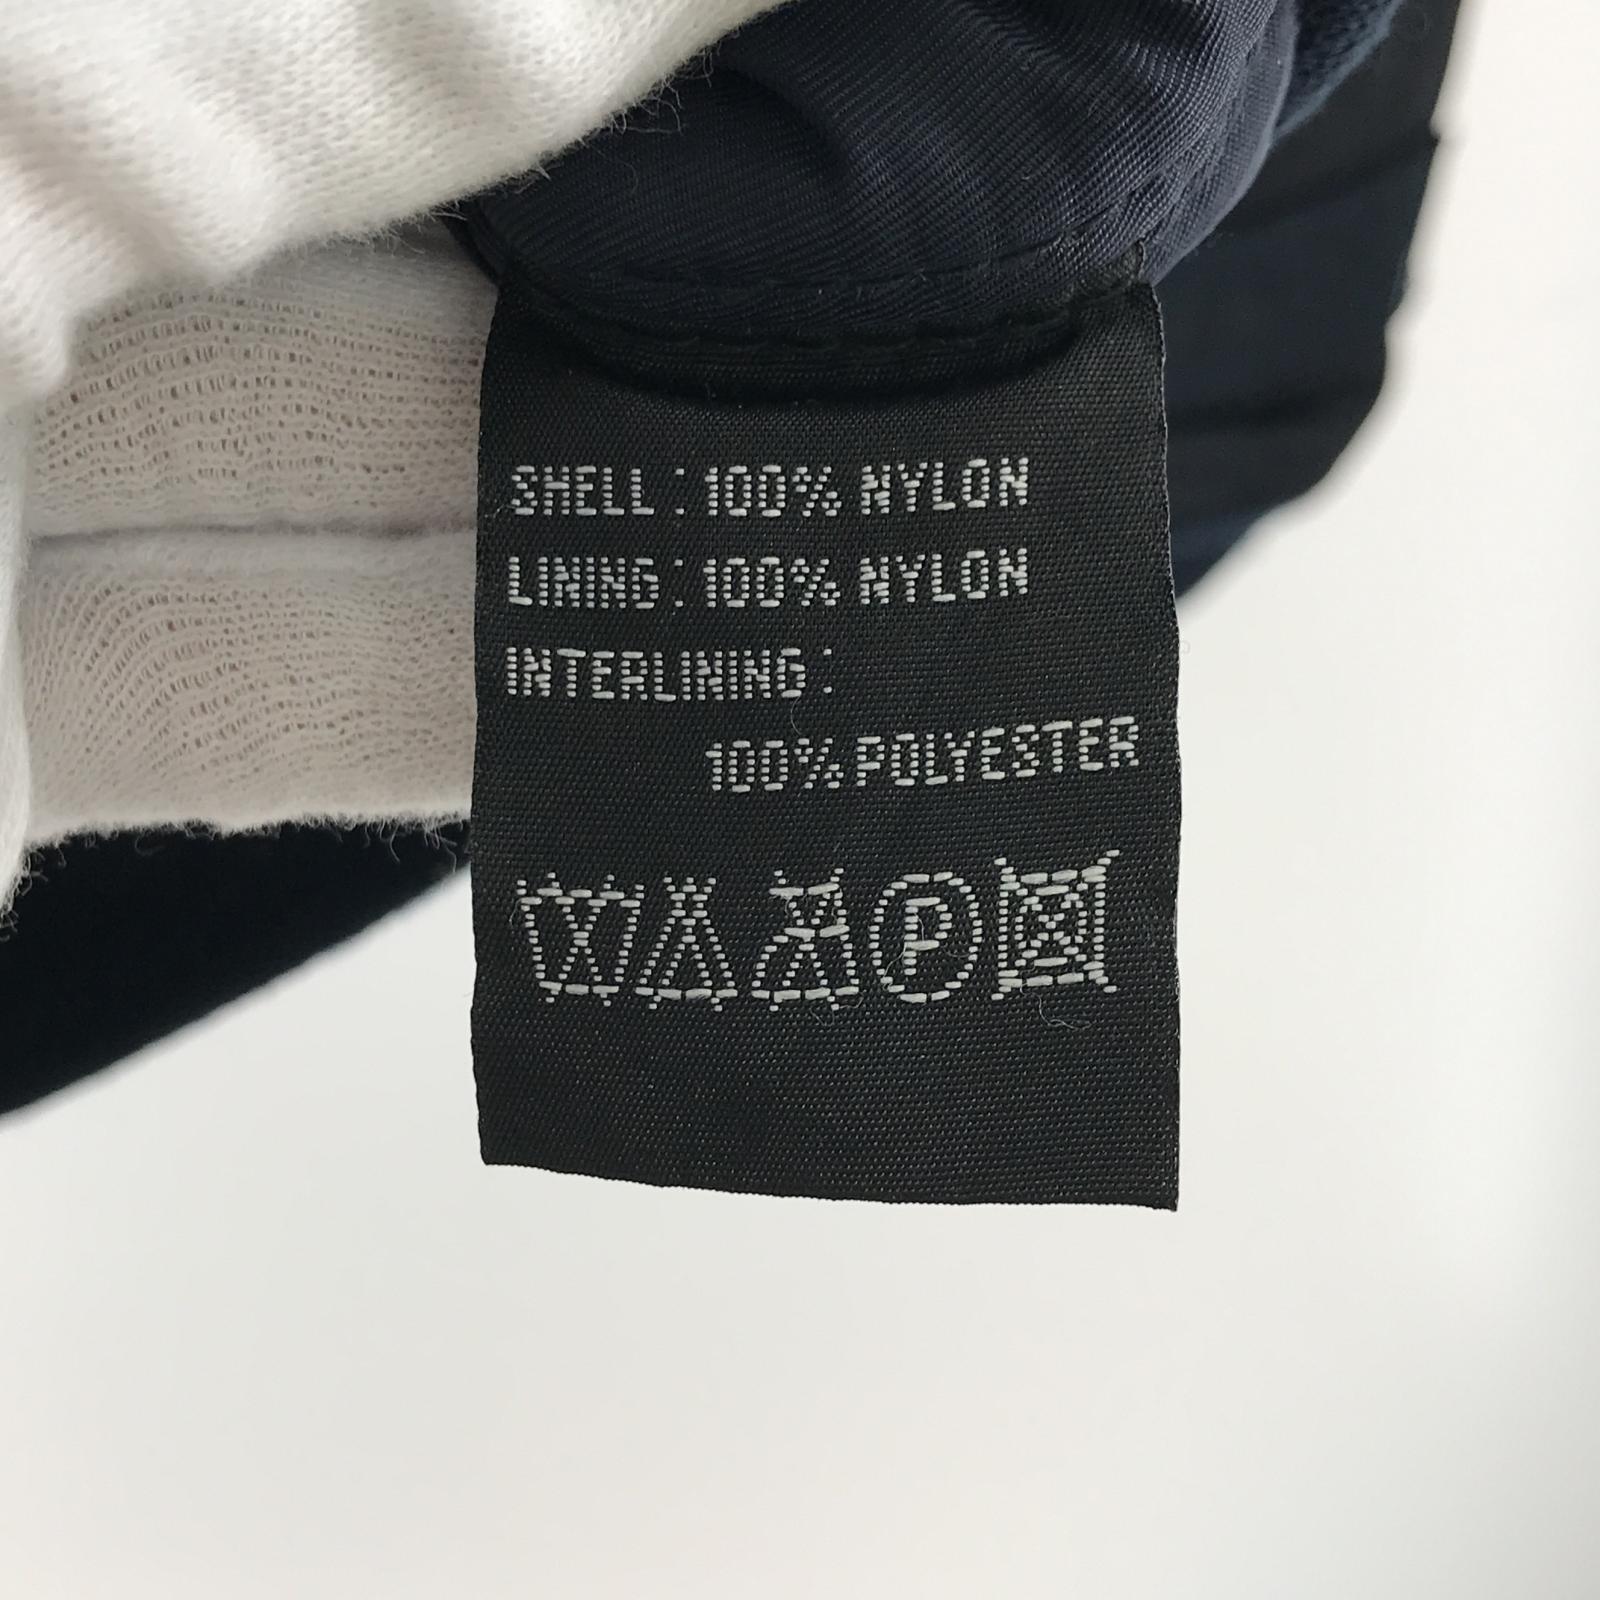 SHELL : 100% NYLON
LINING : 100% NYLON
INTERLINING :
100% POLYESTER
P